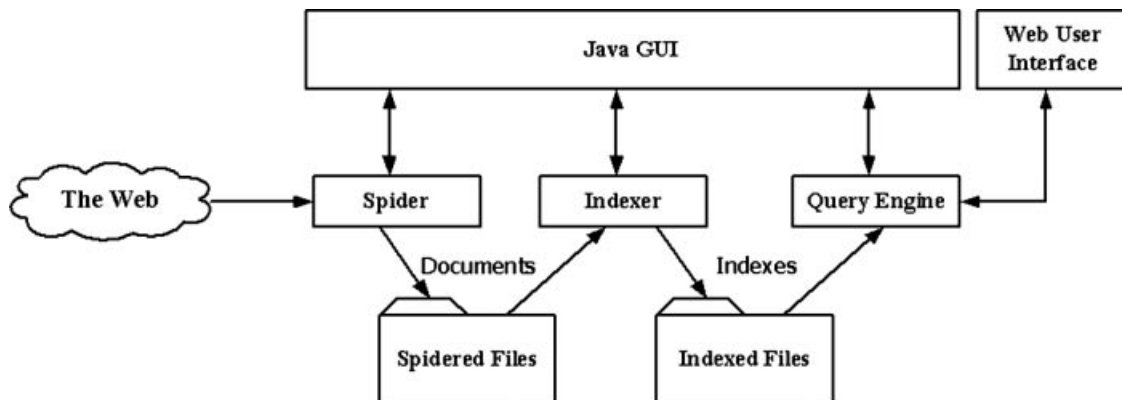 Java GUI
Web User
Interface
The Web
Spider
Indexer
Query Engine
Documents
Indexes
Spidered Files
Indexed Files